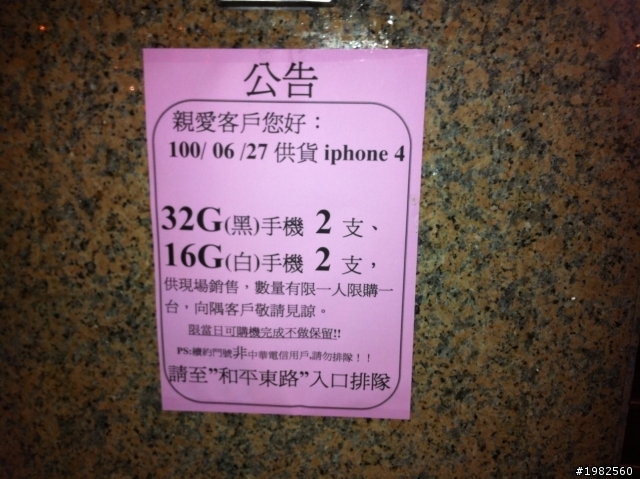 公告
親愛客戶您好：
100/ 06 /27 供貨 iphone 4
32G(黑)手機 2 支、
16G(白)手機 2 支，
供現場銷售，數量有限一人限購一
台，向隅客戶敬請見諒。
限當日可購機完成不做保留!!
PS:續約門號非中華電信用戶,請勿排隊！！
請至”和平東路”入口排隊
#1982560